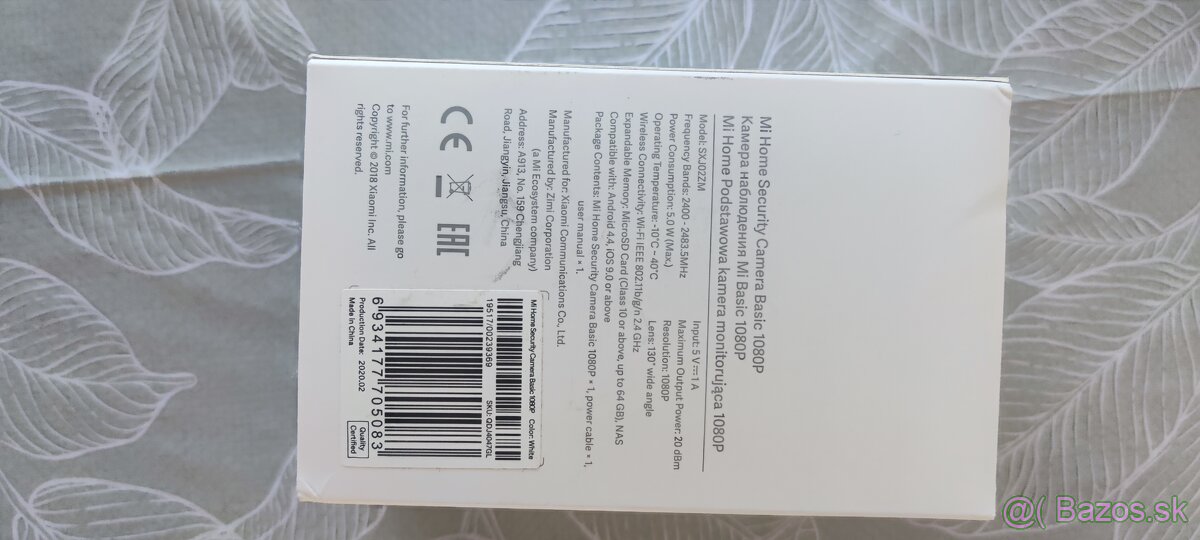 Mi Home Security Camera Basic 1080P
Камера наблюдения Mi Basic 1080P
Mi Home Podstawowa kamera monitorująca 1080P
Model: SXJ02ZM
Input: 5 V⎓1 A
Frequency Bands: 2400 - 2483.5MHz
Maximum Output Power: 20 dBm
Power Consumption: 5.0 W (Max.)
Resolution: 1080P
Operating Temperature: -10°C ~ 40°C
Lens: 130° wide angle
Wireless Connectivity: Wi-Fi IEEE 802.11b/g/n 2.4 GHz
Expandable Memory: MicroSD Card (Class 10 or above, up to 64 GB), NAS
Compatible with: Android 4.4, iOS 9.0 or above
Package Contents: Mi Home Security Camera Basic 1080P × 1, power cable × 1,
user manual × 1.
Manufactured for: Xiaomi Communications Co., Ltd.
Manufactured by: Zimi Corporation
(a Mi Ecosystem company)
Address: A913, No. 159 Chengjiang
Road, Jiangyin, Jiangsu, China
CE
EAC
For further information, please go
to www.mi.com
Copyright © 2018 Xiaomi Inc. All
rights reserved.
Mi Home Security Camera Basic 1080P Color: White
19517/00239369
SKU: QDJ4047GL
6 934177 705083
Production Date: 2020.02
Made in China
Quality
Certified
@( Bazos.sk